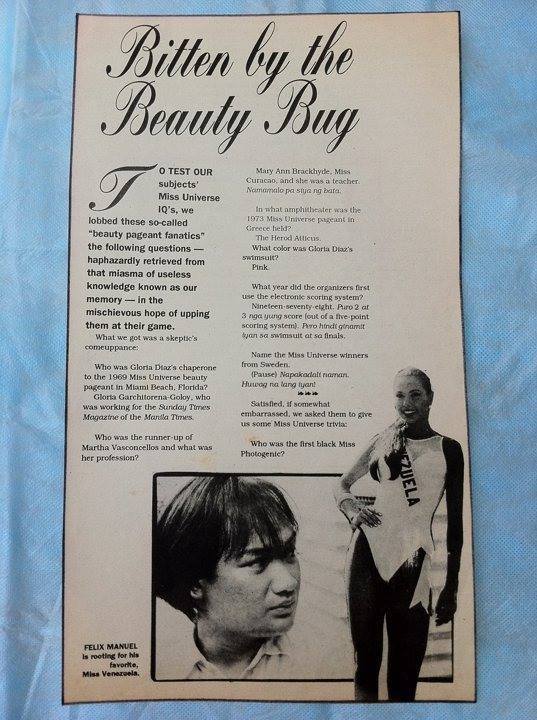 Bitten by the
Beauty Bug
TO TEST OUR
subjects'
Miss Universe
IQ's, we
lobbed these so-called
"beauty pageant fanatics"
the following questions —
haphazardly retrieved from
that miasma of useless
knowledge known as our
memory — in the
mischievous hope of upping
them at their game.
What we got was a skeptic's
comeuppance:
Who was Gloria Diaz's chaperone
to the 1969 Miss Universe beauty
pageant in Miami Beach, Florida?
Gloria Garchitorena-Goloy, who
was working for the Sunday Times
Magazine of the Manila Times.
Who was the runner-up of
Martha Vasconcellos and what was
her profession?
Mary Ann Brackhyde, Miss
Curacao, and she was a teacher.
Namamalo pa siya ng bata.
In what amphitheater was the
1973 Miss Universe pageant in
Greece held?
The Herod Atticus.
What color was Gloria Diaz's
swimsuit?
Pink.
What year did the organizers first
use the electronic scoring system?
Nineteen-seventy-eight. Puro 2 at
3 nga yung score (out of a five-point
scoring system). Pero hindi ginamit
iyan sa swimsuit at sa finals.
Name the Miss Universe winners
from Sweden.
(Pause) Napakadali naman.
Huwag na lang iyan!
Satisfied, if somewhat
embarrassed, we asked them to give
us some Miss Universe trivia:
Who was the first black Miss
Photogenic?
EZUELA
FELIX MANUEL
is rooting for his
favorite,
Miss Venezuela.